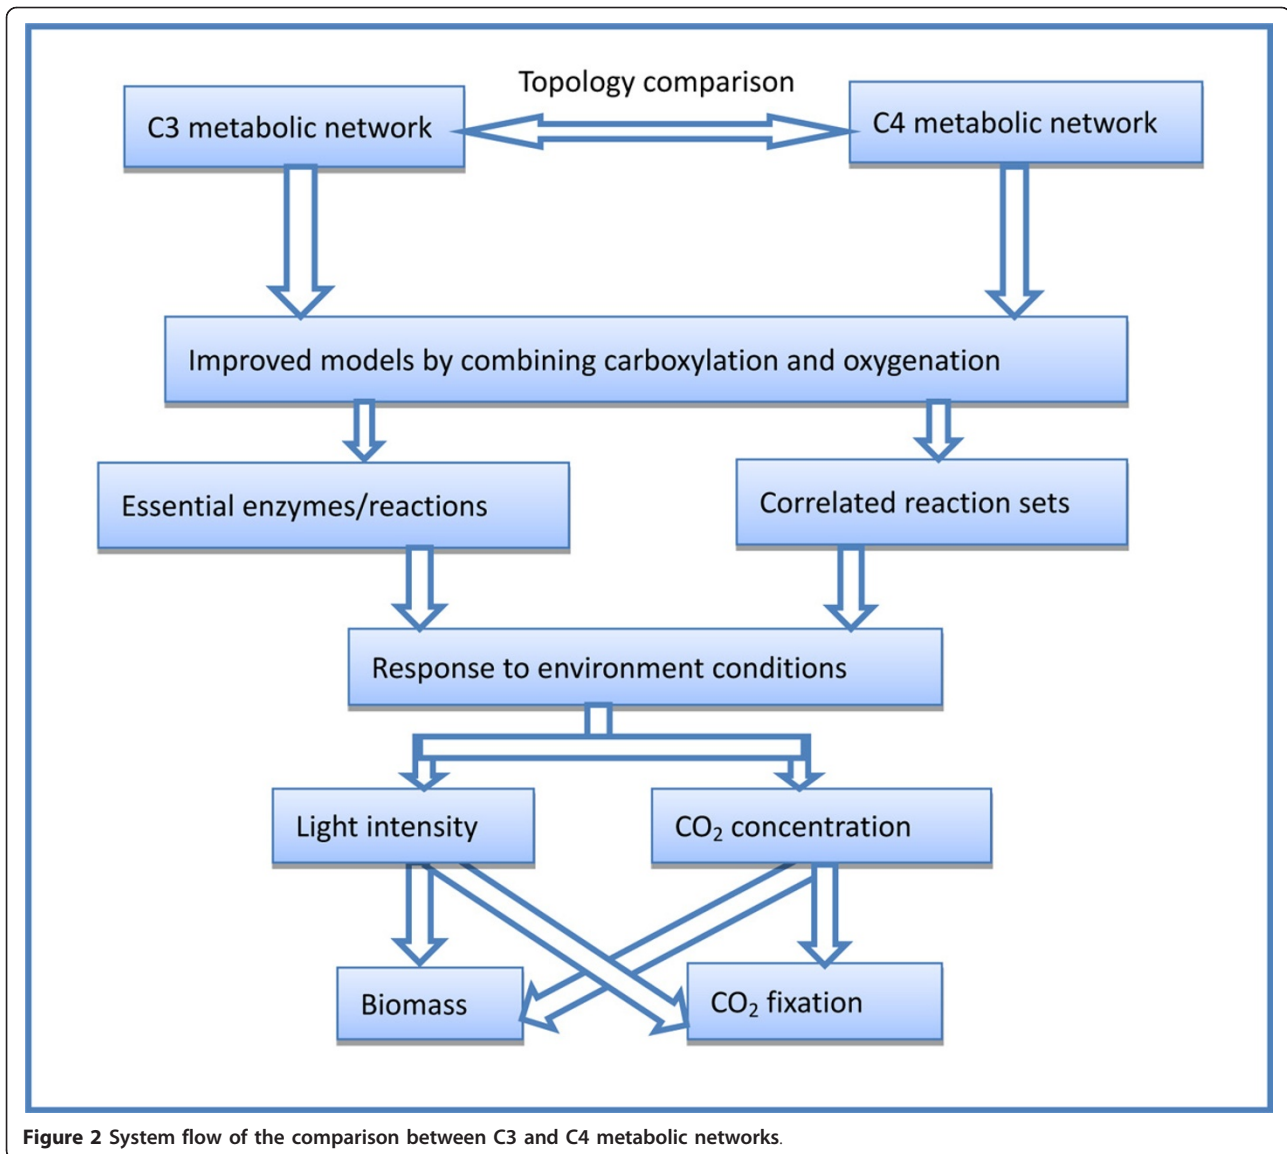 Topology comparison
C3 metabolic network
C4 metabolic network
Improved models by combining carboxylation and oxygenation
Essential enzymes/reactions
Correlated reaction sets
Response to environment conditions
Light intensity
CO₂ concentration
Biomass
CO₂ fixation
Figure 2 System flow of the comparison between C3 and C4 metabolic networks.